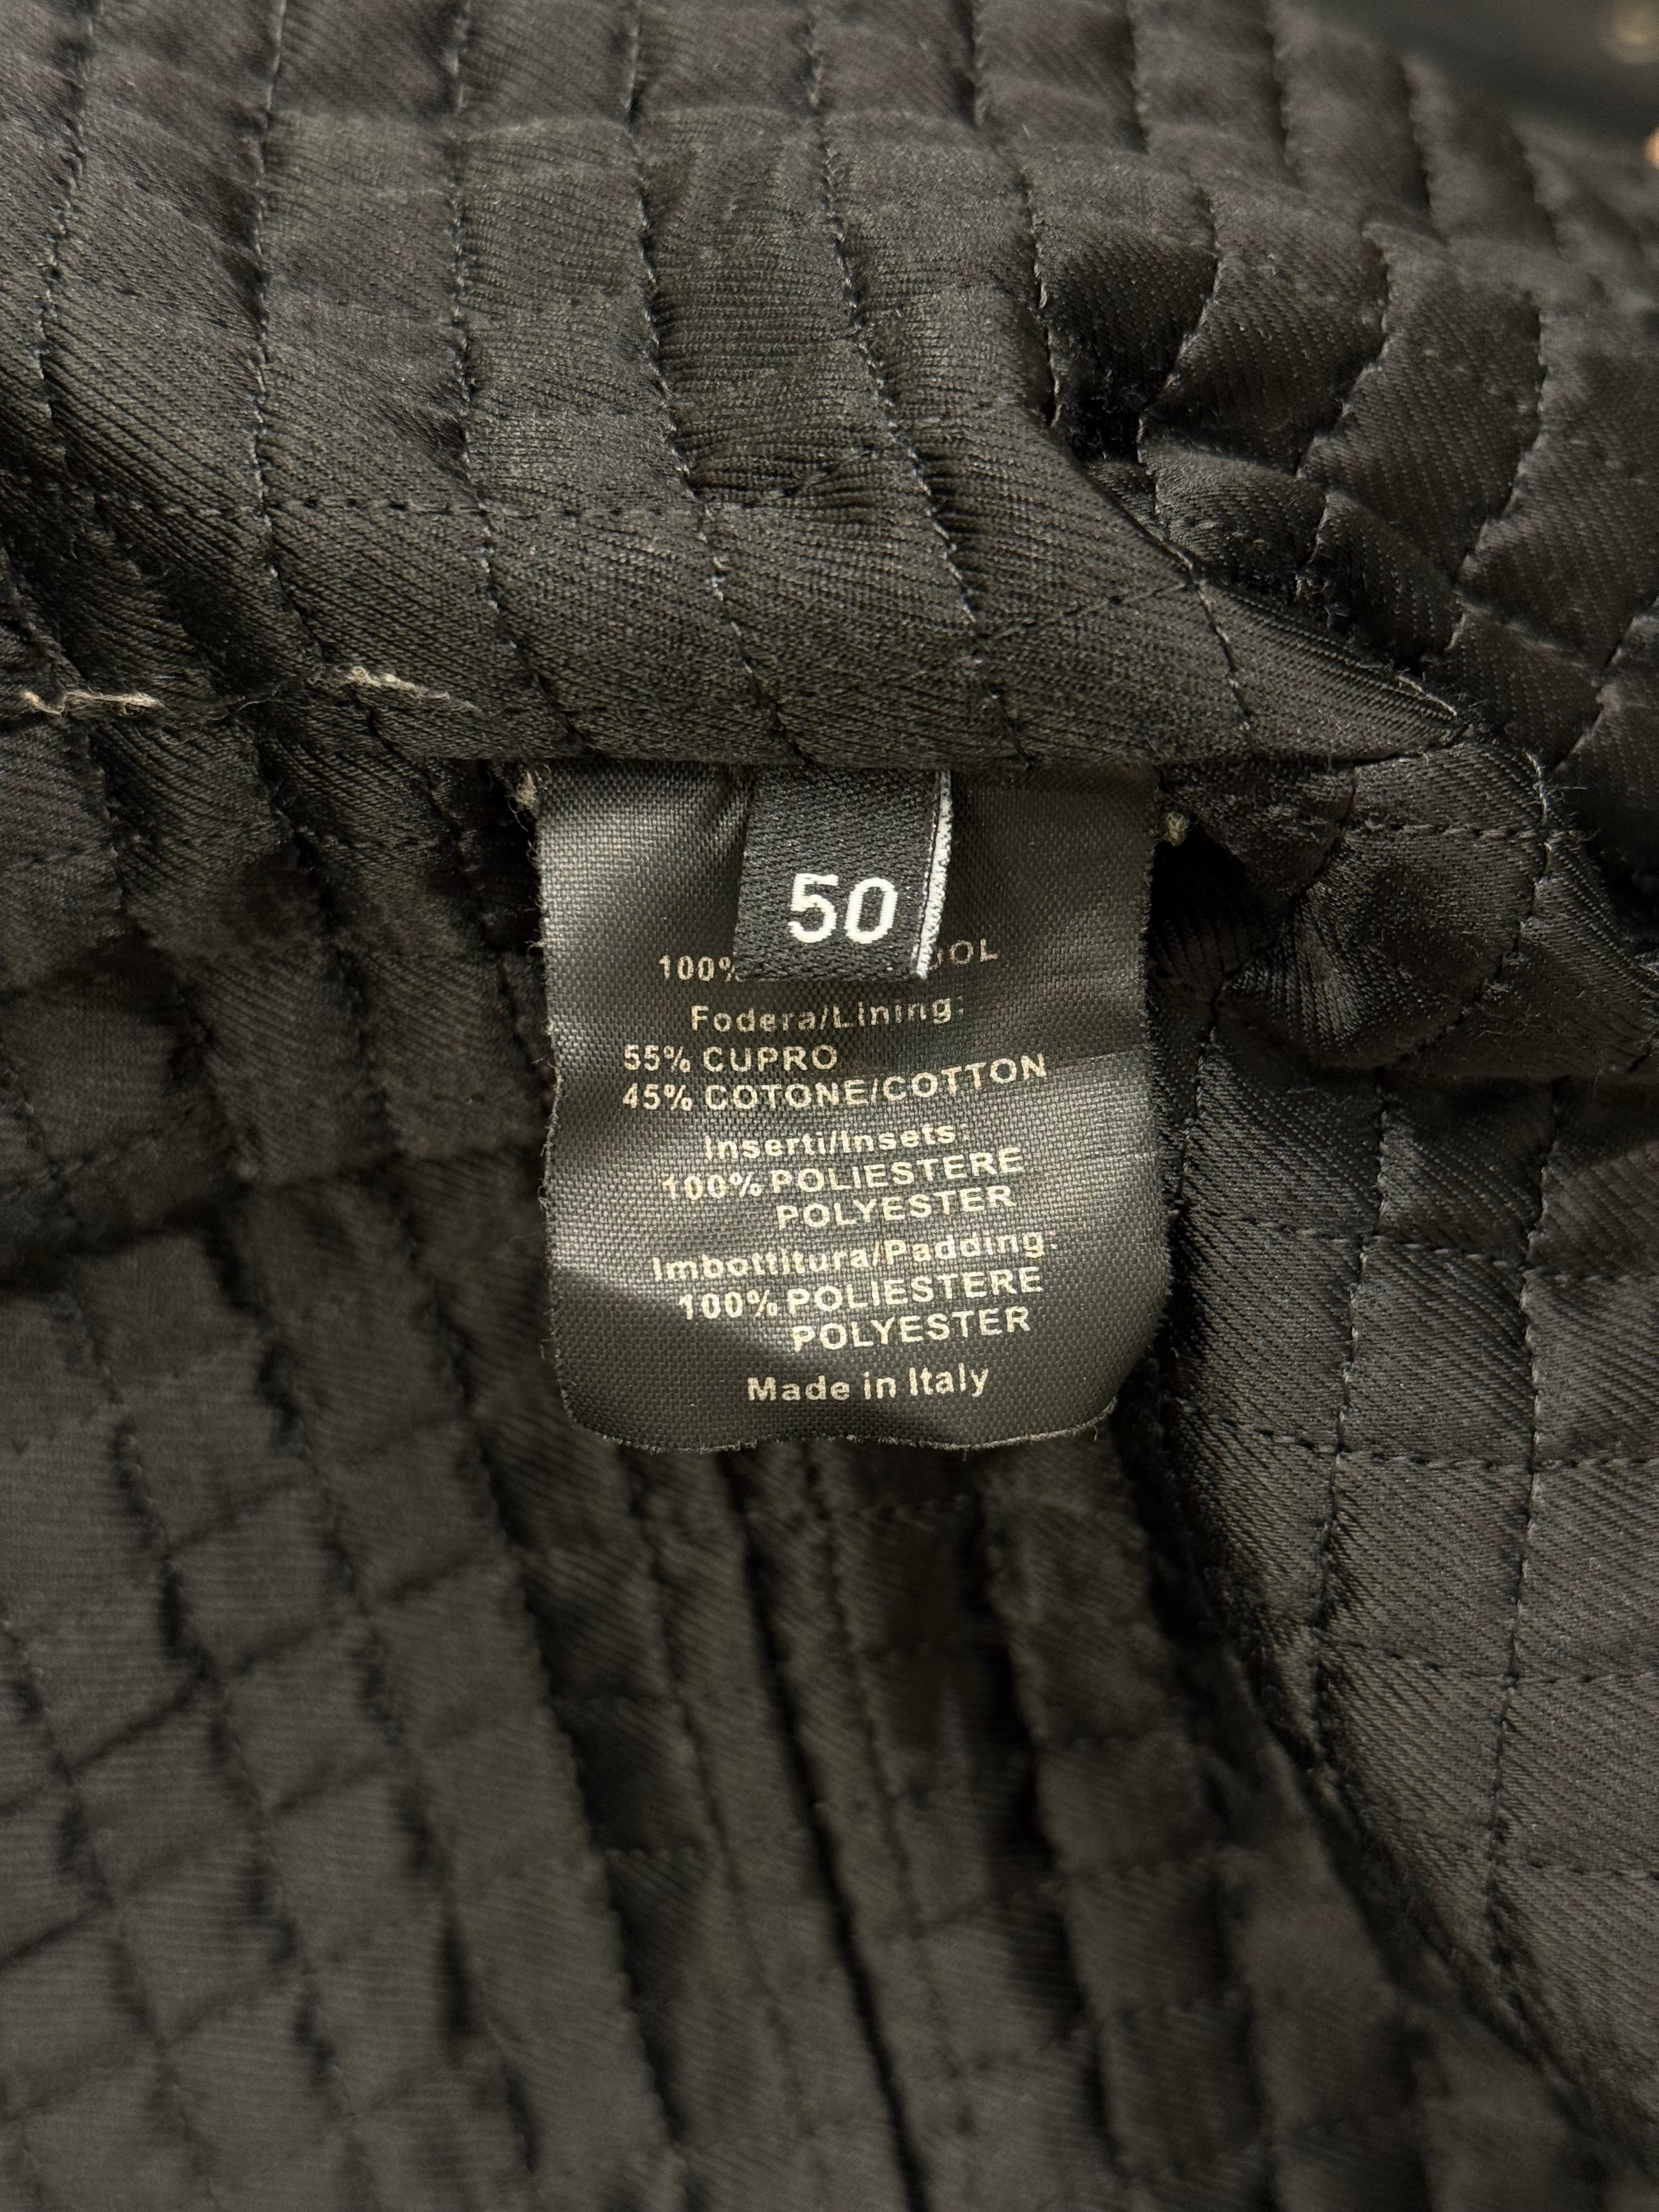 50
100%
Fodera/Lining:
55% CUPRO
45% COTONE/COTTON
Inserti/Insets:
100% POLIESTERE
POLYESTER
Imbottitura/Padding:
100% POLIESTERE
POLYESTER
Made in Italy